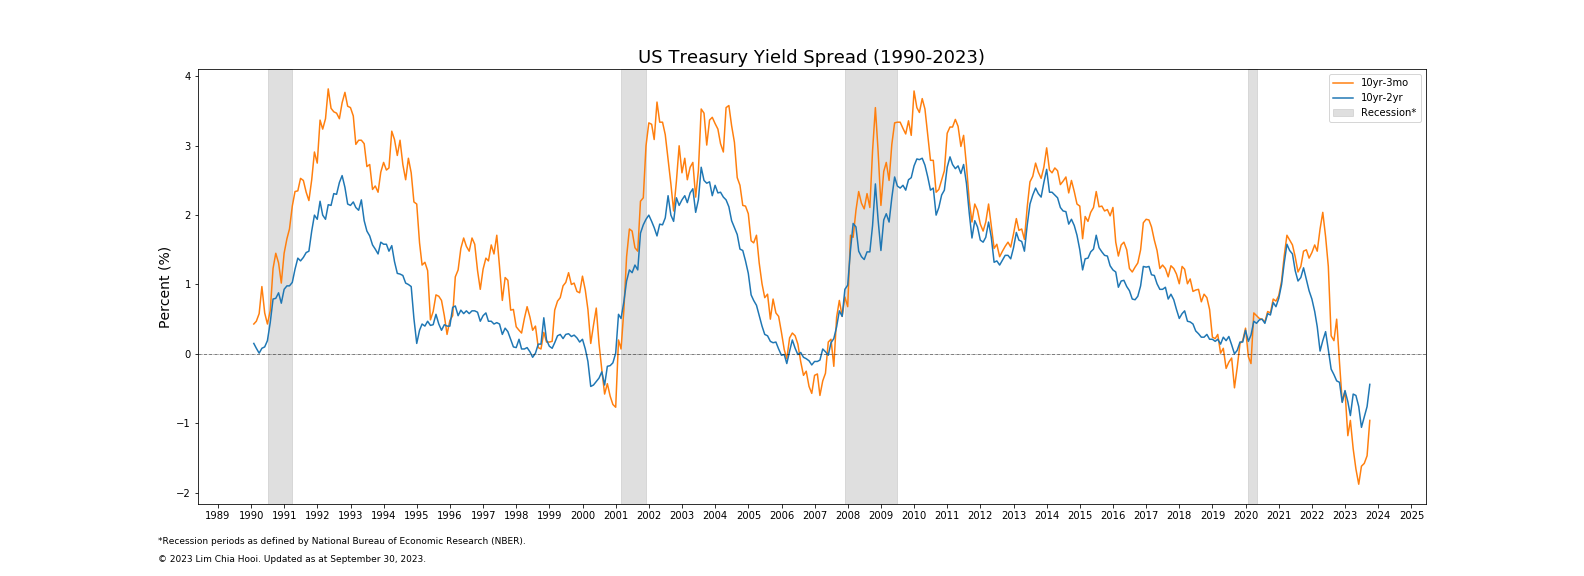 US Treasury Yield Spread (1990-2023)
10yr-3mo
10yr-2yr
Recession*
Percent (%)
4
3
2
1
0
−1
−2
1989 1990 1991 1992 1993 1994 1995 1996 1997 1998 1999 2000 2001 2002 2003 2004 2005 2006 2007 2008 2009 2010 2011 2012 2013 2014 2015 2016 2017 2018 2019 2020 2021 2022 2023 2024 2025
*Recession periods as defined by National Bureau of Economic Research (NBER).
© 2023 Lim Chia Hooi. Updated as at September 30, 2023.